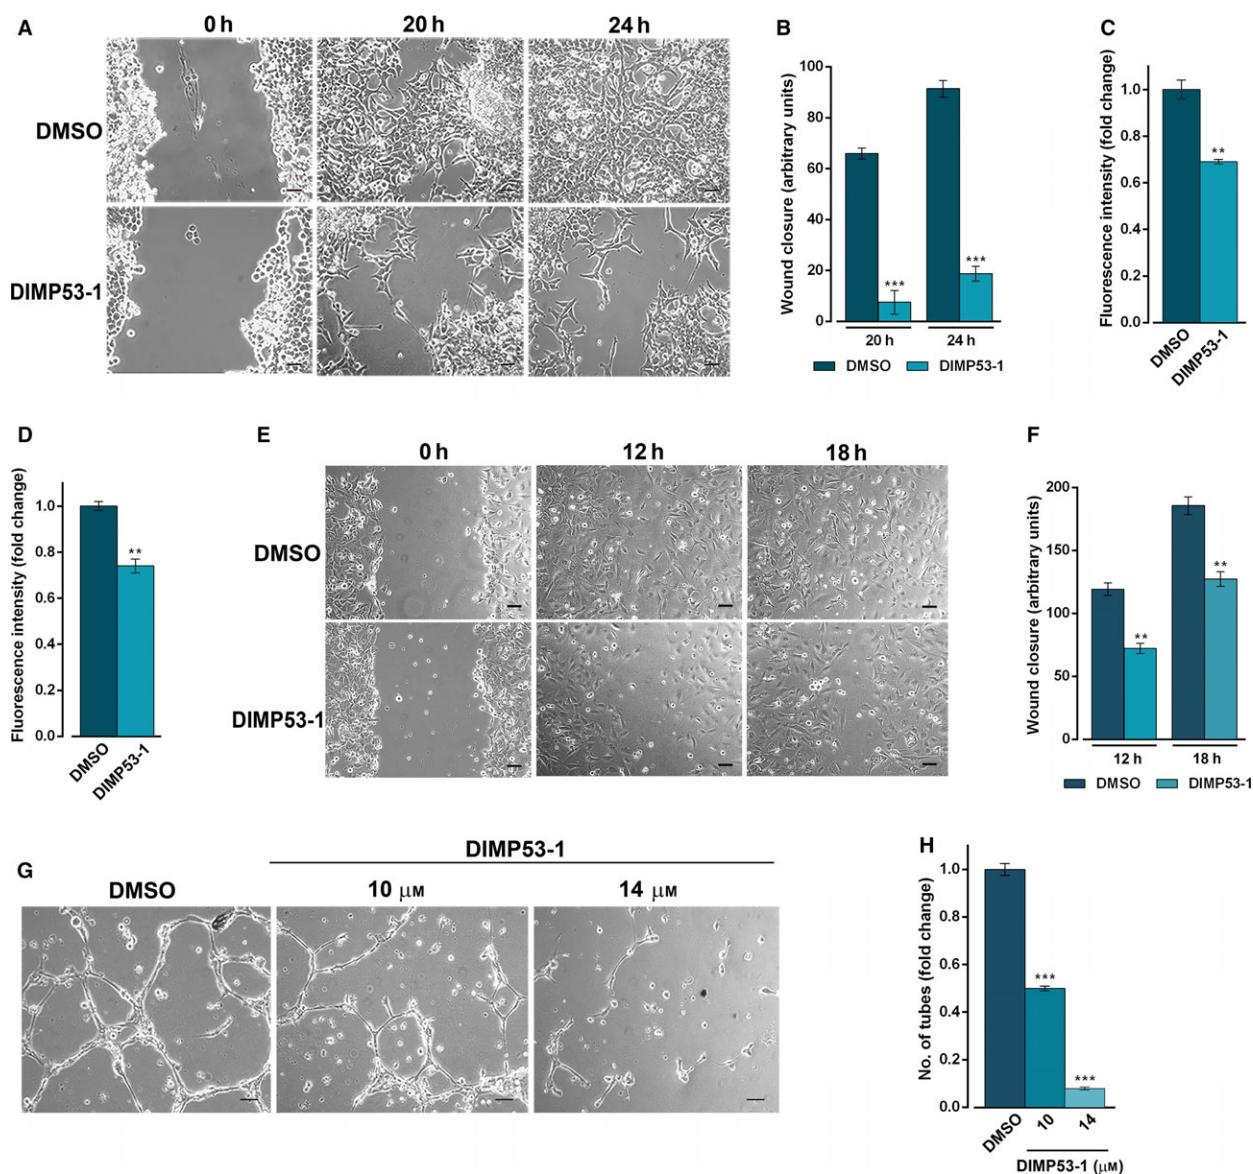 A
0 h
20 h
24 h
DMSO
DIMP53-1
B
Wound closure (arbitrary units)
100
80
60
40
20
0
***
***
20 h
24 h
DMSO
DIMP53-1
C
Fluorescence intensity (fold change)
1.0
0.8
0.6
0.4
0.2
0.0
**
DMSO
DIMP53-1
D
Fluorescence intensity (fold change)
1.0
0.8
0.6
0.4
0.2
0.0
**
DMSO
DIMP53-1
E
0 h
12 h
18 h
DMSO
DIMP53-1
F
Wound closure (arbitrary units)
200
150
100
50
0
**
**
12 h
18 h
DMSO
DIMP53-1
G
DIMP53-1
DMSO
10 μM
14 μM
H
No. of tubes (fold change)
1.0
0.8
0.6
0.4
0.2
0.0
***
***
DMSO
10
14
DIMP53-1 (μM)